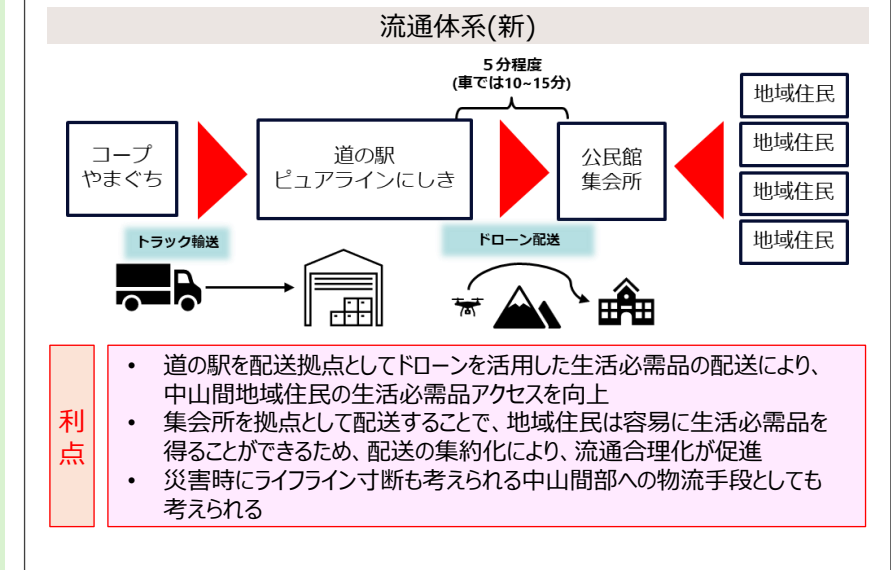 流通体系(新)
５分程度
(車では10~15分)
コープ
やまぐち
道の駅
ピュアラインにしき
公民館
集会所
地域住民
地域住民
地域住民
地域住民
トラック輸送
ドローン配送
利点
• 道の駅を配送拠点としてドローンを活用した生活必需品の配送により、
中山間地域住民の生活必需品アクセスを向上
• 集会所を拠点として配送することで、地域住民は容易に生活必需品を
得ることができるため、配送の集約化により、流通合理化が促進
• 災害時にライフライン寸断も考えられる中山間部への物流手段としても
考えられる